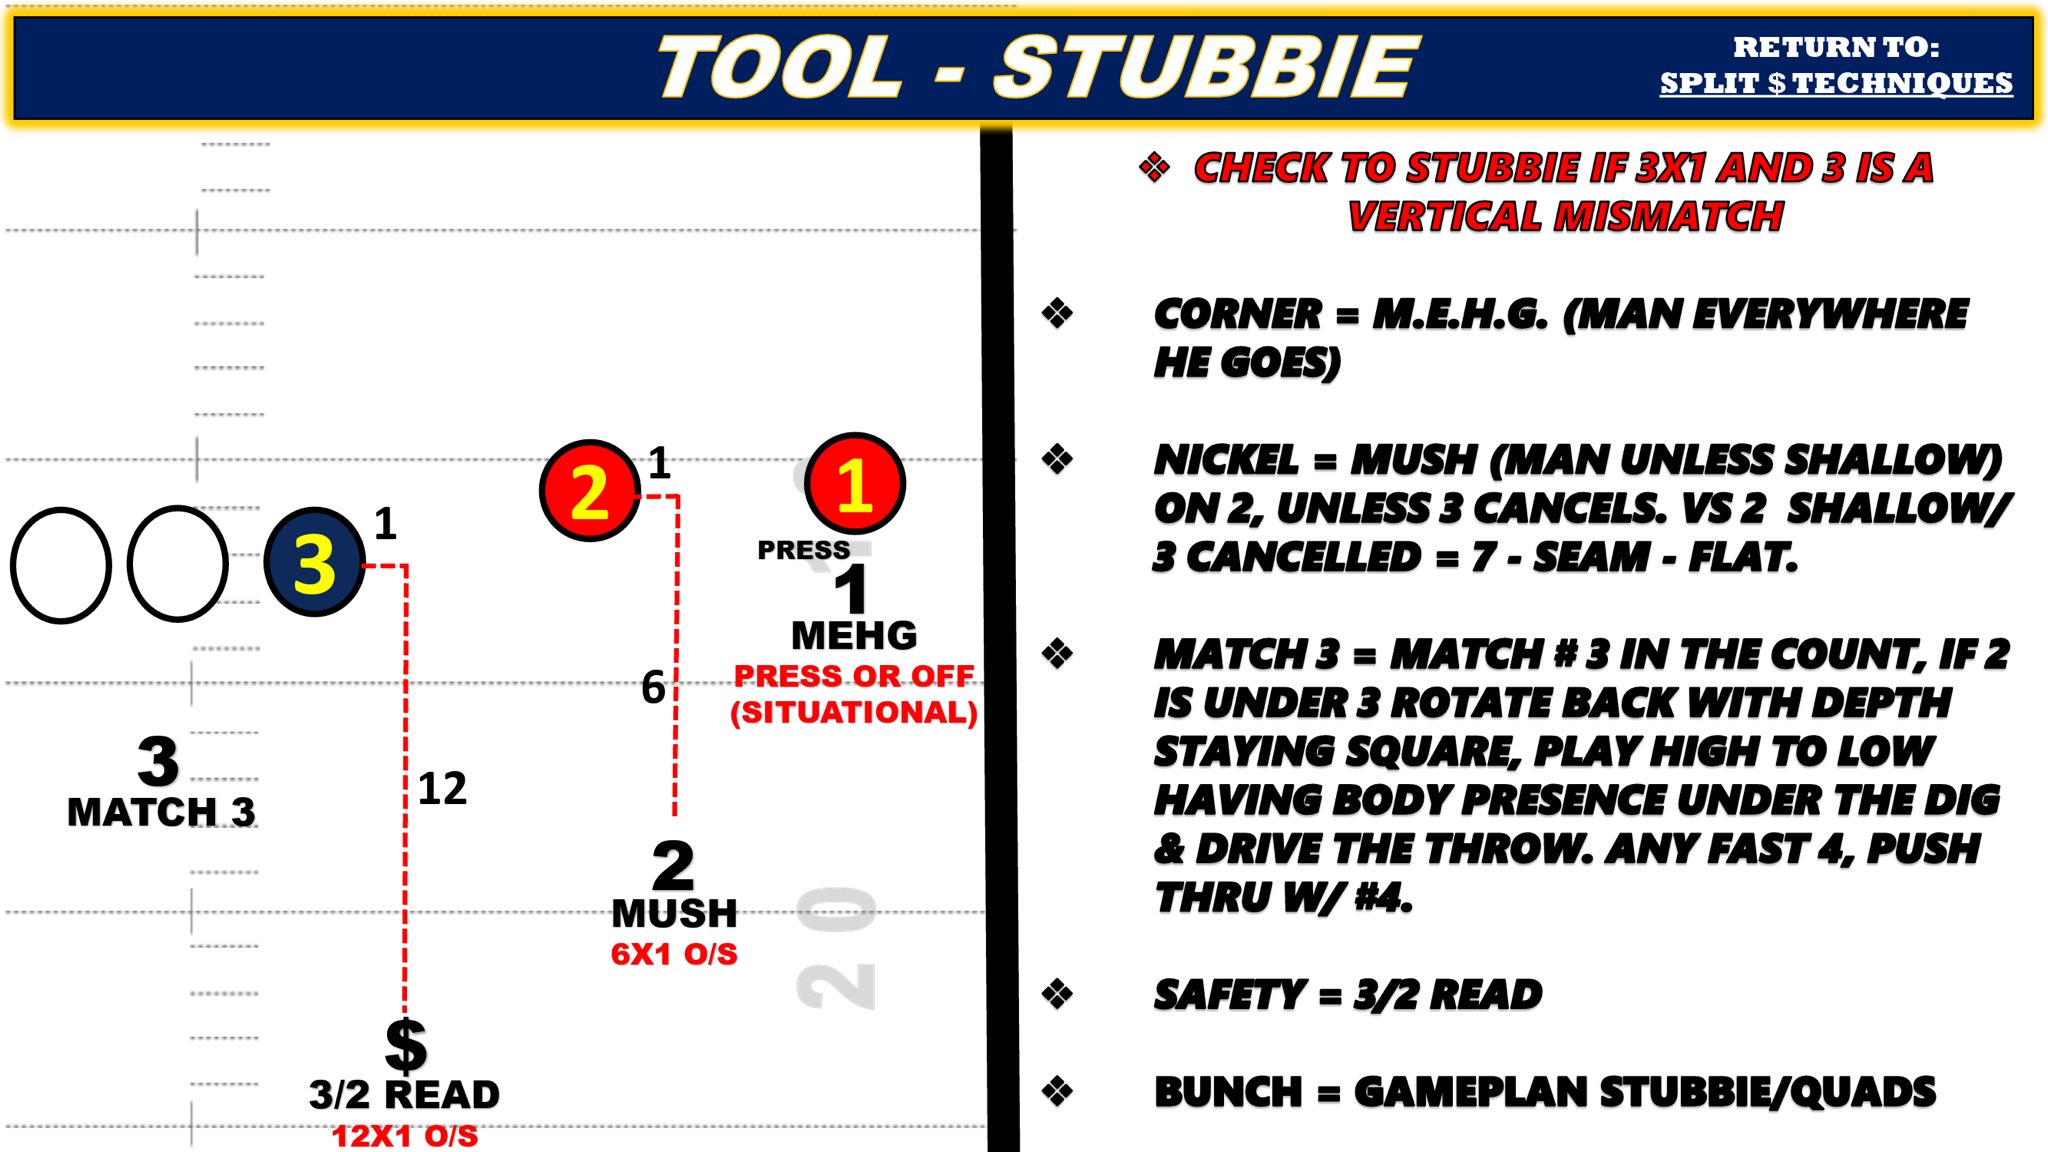 TOOL - STUBBIE
RETURN TO:
SPLIT $ TECHNIQUES
❖ CHECK TO STUBBIE IF 3X1 AND 3 IS A
VERTICAL MISMATCH
❖ CORNER = M.E.H.G. (MAN EVERYWHERE
HE GOES)
❖ NICKEL = MUSH (MAN UNLESS SHALLOW)
ON 2, UNLESS 3 CANCELS. VS 2 SHALLOW/
3 CANCELLED = 7 - SEAM - FLAT.
❖ MATCH 3 = MATCH # 3 IN THE COUNT, IF 2
IS UNDER 3 ROTATE BACK WITH DEPTH
STAYING SQUARE, PLAY HIGH TO LOW
HAVING BODY PRESENCE UNDER THE DIG
& DRIVE THE THROW. ANY FAST 4, PUSH
THRU W/ #4.
❖ SAFETY = 3/2 READ
❖ BUNCH = GAMEPLAN STUBBIE/QUADS
3
1
2
1
1
PRESS
1
MEHG
PRESS OR OFF
(SITUATIONAL)
6
12
3
MATCH 3
2
MUSH
6X1 O/S
2 0
$
3/2 READ
12X1 O/S